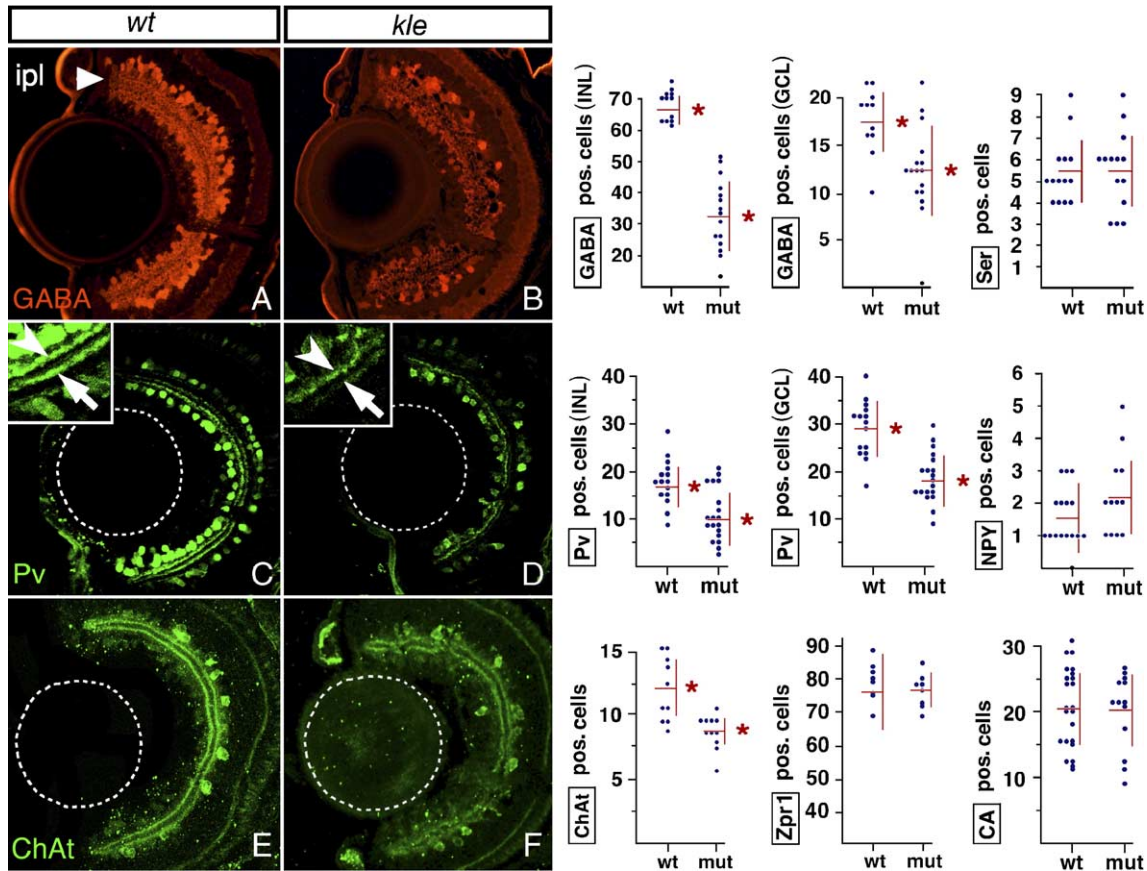 wt
kle
ipl
GABA
A
B
Pv
C
D
ChAt
E
F
GABA pos. cells (INL)
70
60
50
40
30
20
wt mut
GABA pos. cells (GCL)
20
15
10
5
wt mut
Ser pos. cells
9
8
7
6
5
4
3
2
1
wt mut
Pv pos. cells (INL)
40
30
20
10
wt mut
Pv pos. cells (GCL)
40
30
20
10
wt mut
NPY pos. cells
6
5
4
3
2
1
wt mut
ChAt pos. cells
15
10
5
wt mut
Zpr1 pos. cells
90
80
70
60
50
40
wt mut
CA pos. cells
30
20
10
wt mut